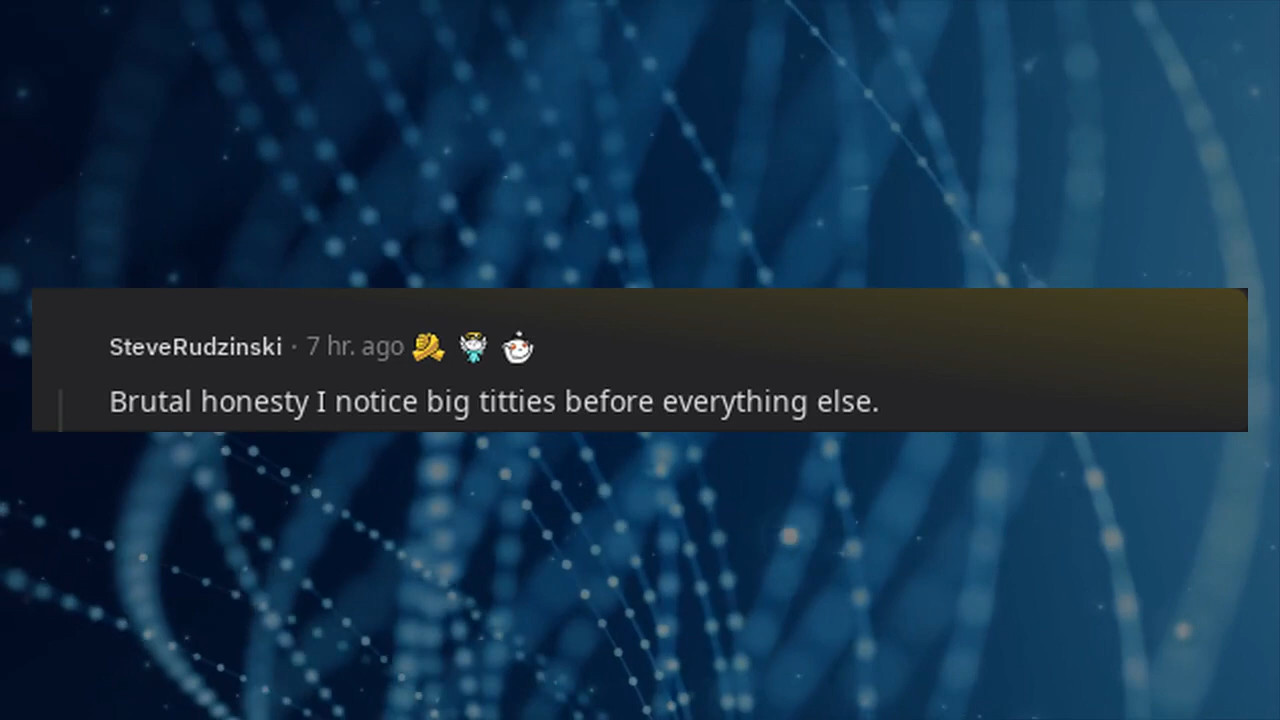 SteveRudzinski · 7 hr. ago
Brutal honesty I notice big titties before everything else.